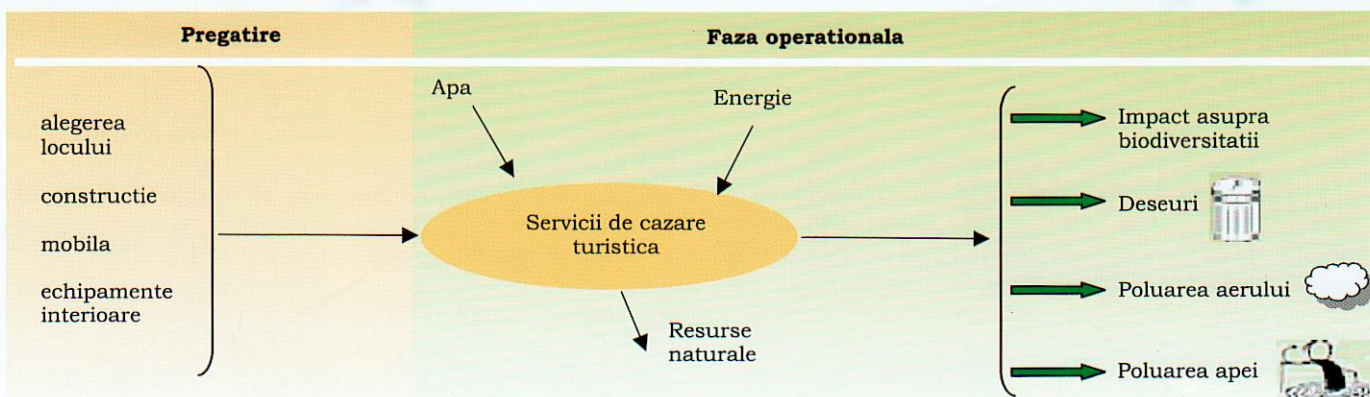 Pregatire
Faza operationala
alegerea
locului
constructie
mobila
echipamente
interioare
Apa
Energie
Servicii de cazare
turistica
Resurse
naturale
Impact asupra
biodiversitatii
Deseuri
Poluarea aerului
Poluarea apei